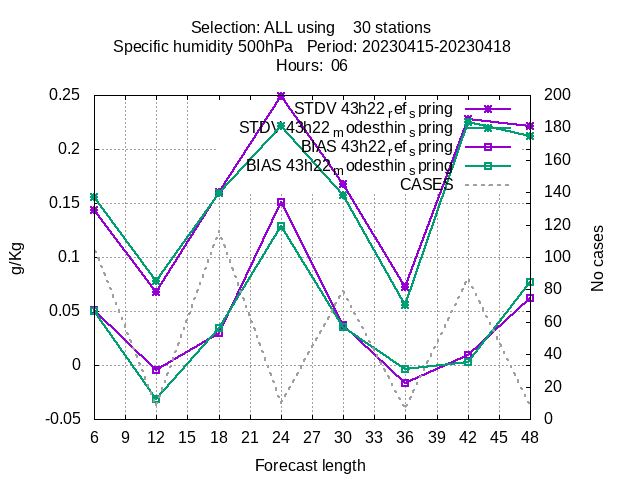 Selection: ALL using 30 stations
Specific humidity 500hPa Period: 20230415-20230418
Hours: 06
0.25
0.2
0.15
0.1
0.05
0
-0.05
g/Kg
STDV 43h22_ref_spring
STDV 43h22_modesthin_spring
BIAS 43h22_ref_spring
BIAS 43h22_modesthin_spring
CASES
200
180
160
140
120
100
80
60
40
20
0
No cases
6 9 12 15 18 21 24 27 30 33 36 39 42 45 48
Forecast length